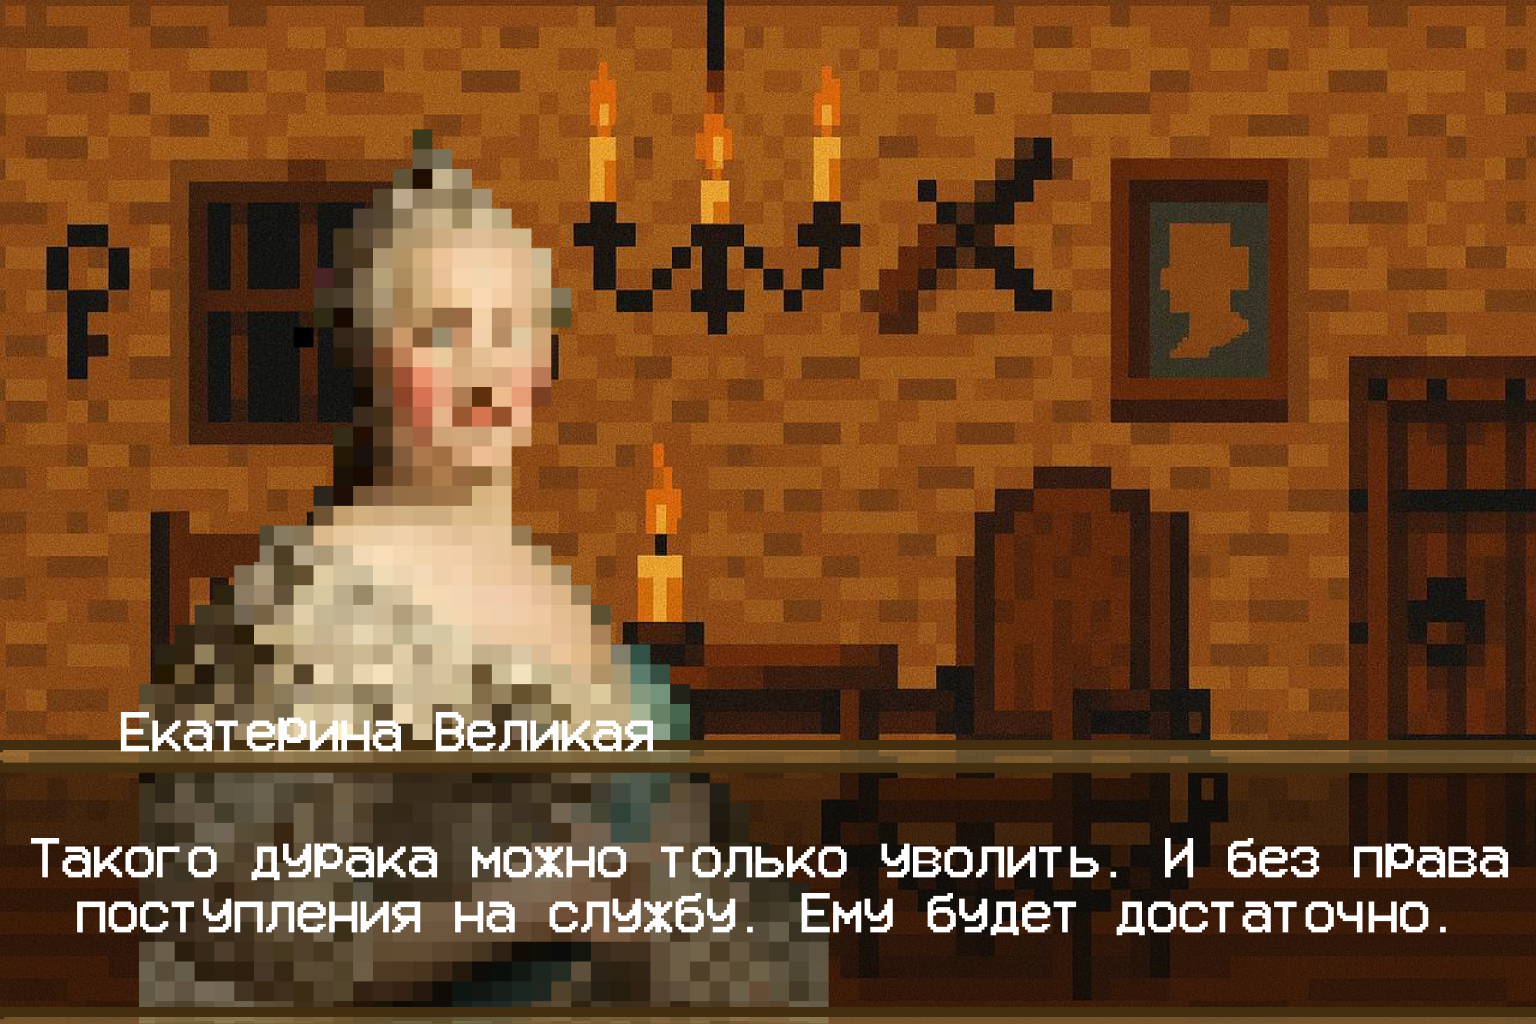 Екатерина Великая
Такого дурака можно только уволить. И без права
поступления на службу. Ему будет достаточно.